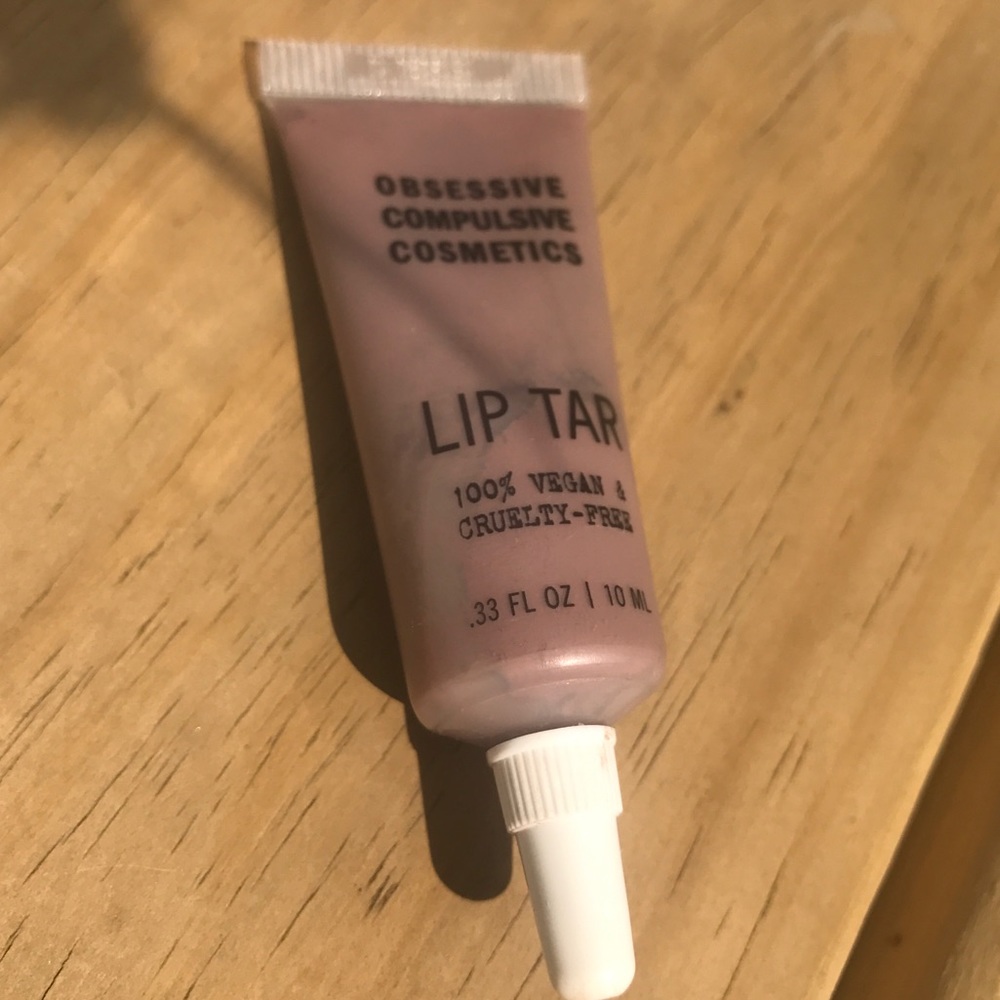 OBSESSIVE
COMPULSIVE
COSMETICS
LIP TAR
100% VEGAN &
CRUELTY-FREE
.33 FL OZ | 10 ML